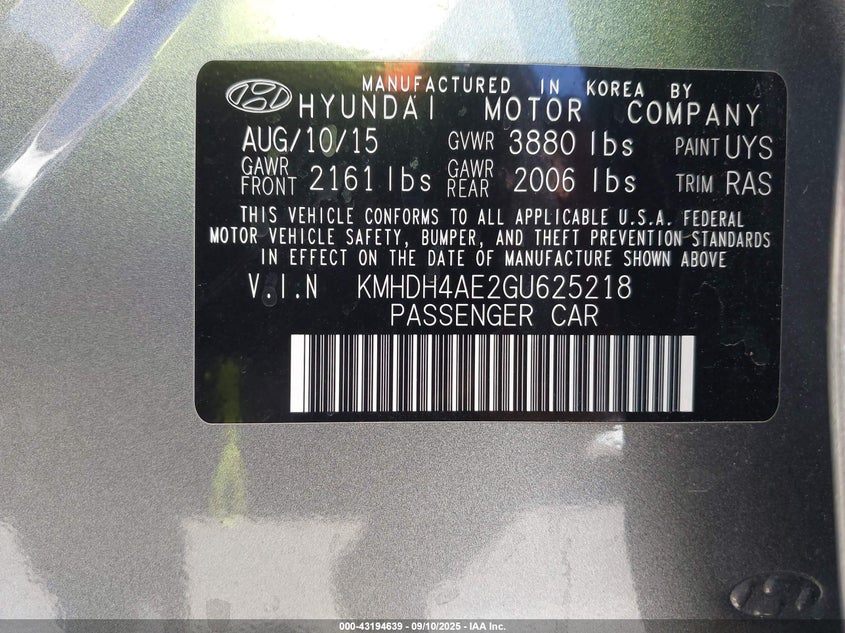 MANUFACTURED IN KOREA BY
HYUNDAI MOTOR COMPANY
AUG/10/15 GVWR 3880 lbs PAINT UYS
GAWR FRONT 2161 lbs GAWR REAR 2006 lbs TRIM RAS
THIS VEHICLE CONFORMS TO ALL APPLICABLE U.S.A. FEDERAL
MOTOR VEHICLE SAFETY, BUMPER, AND THEFT PREVENTION STANDARDS
IN EFFECT ON THE DATE OF MANUFACTURE SHOWN ABOVE
V.I.N KMHDH4AE2GU625218
PASSENGER CAR
000-43194639 - 09/10/2025 - IAA Inc.